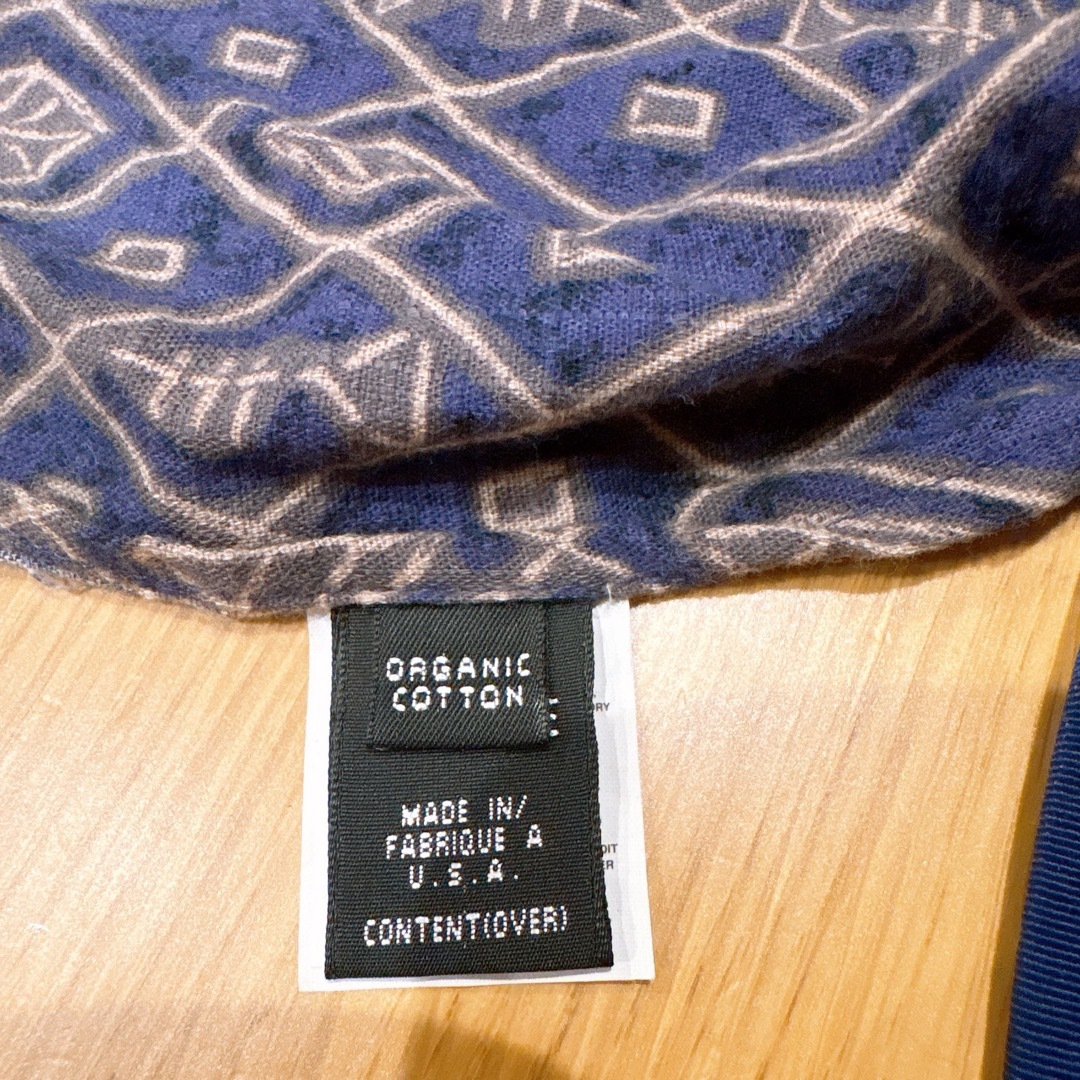 ORGANIC
COTTON
MADE IN/
FABRIQUE A
U.S.A.
CONTENT(OVER)